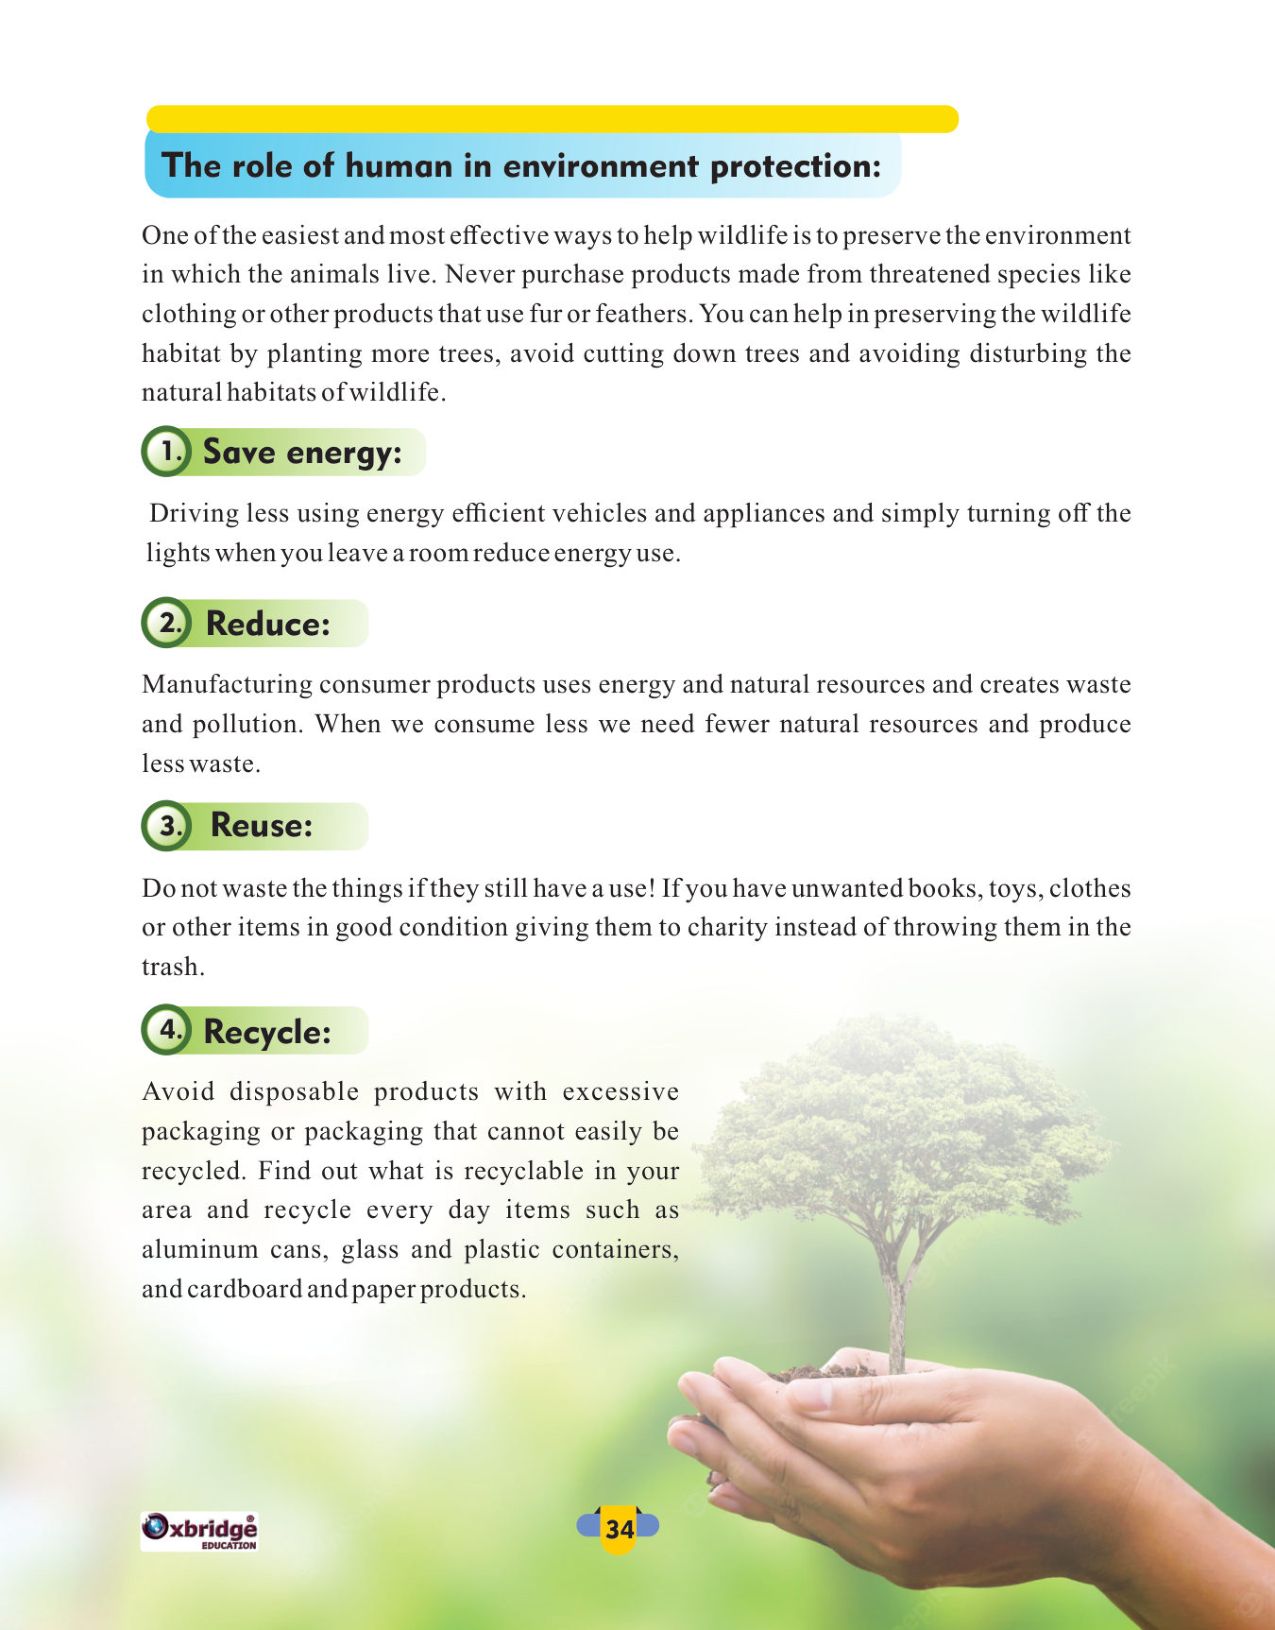 The role of human in environment protection:
One of the easiest and most effective ways to help wildlife is to preserve the environment
in which the animals live. Never purchase products made from threatened species like
clothing or other products that use fur or feathers. You can help in preserving the wildlife
habitat by planting more trees, avoid cutting down trees and avoiding disturbing the
natural habitats of wildlife.
1. Save energy:
Driving less using energy efficient vehicles and appliances and simply turning off the
lights when you leave a room reduce energy use.
2. Reduce:
Manufacturing consumer products uses energy and natural resources and creates waste
and pollution. When we consume less we need fewer natural resources and produce
less waste.
3. Reuse:
Do not waste the things if they still have a use! If you have unwanted books, toys, clothes
or other items in good condition giving them to charity instead of throwing them in the
trash.
4. Recycle:
Avoid disposable products with excessive
packaging or packaging that cannot easily be
recycled. Find out what is recyclable in your
area and recycle every day items such as
aluminum cans, glass and plastic containers,
and cardboard and paper products.
freepik
Oxbridge®
EDUCATION
34